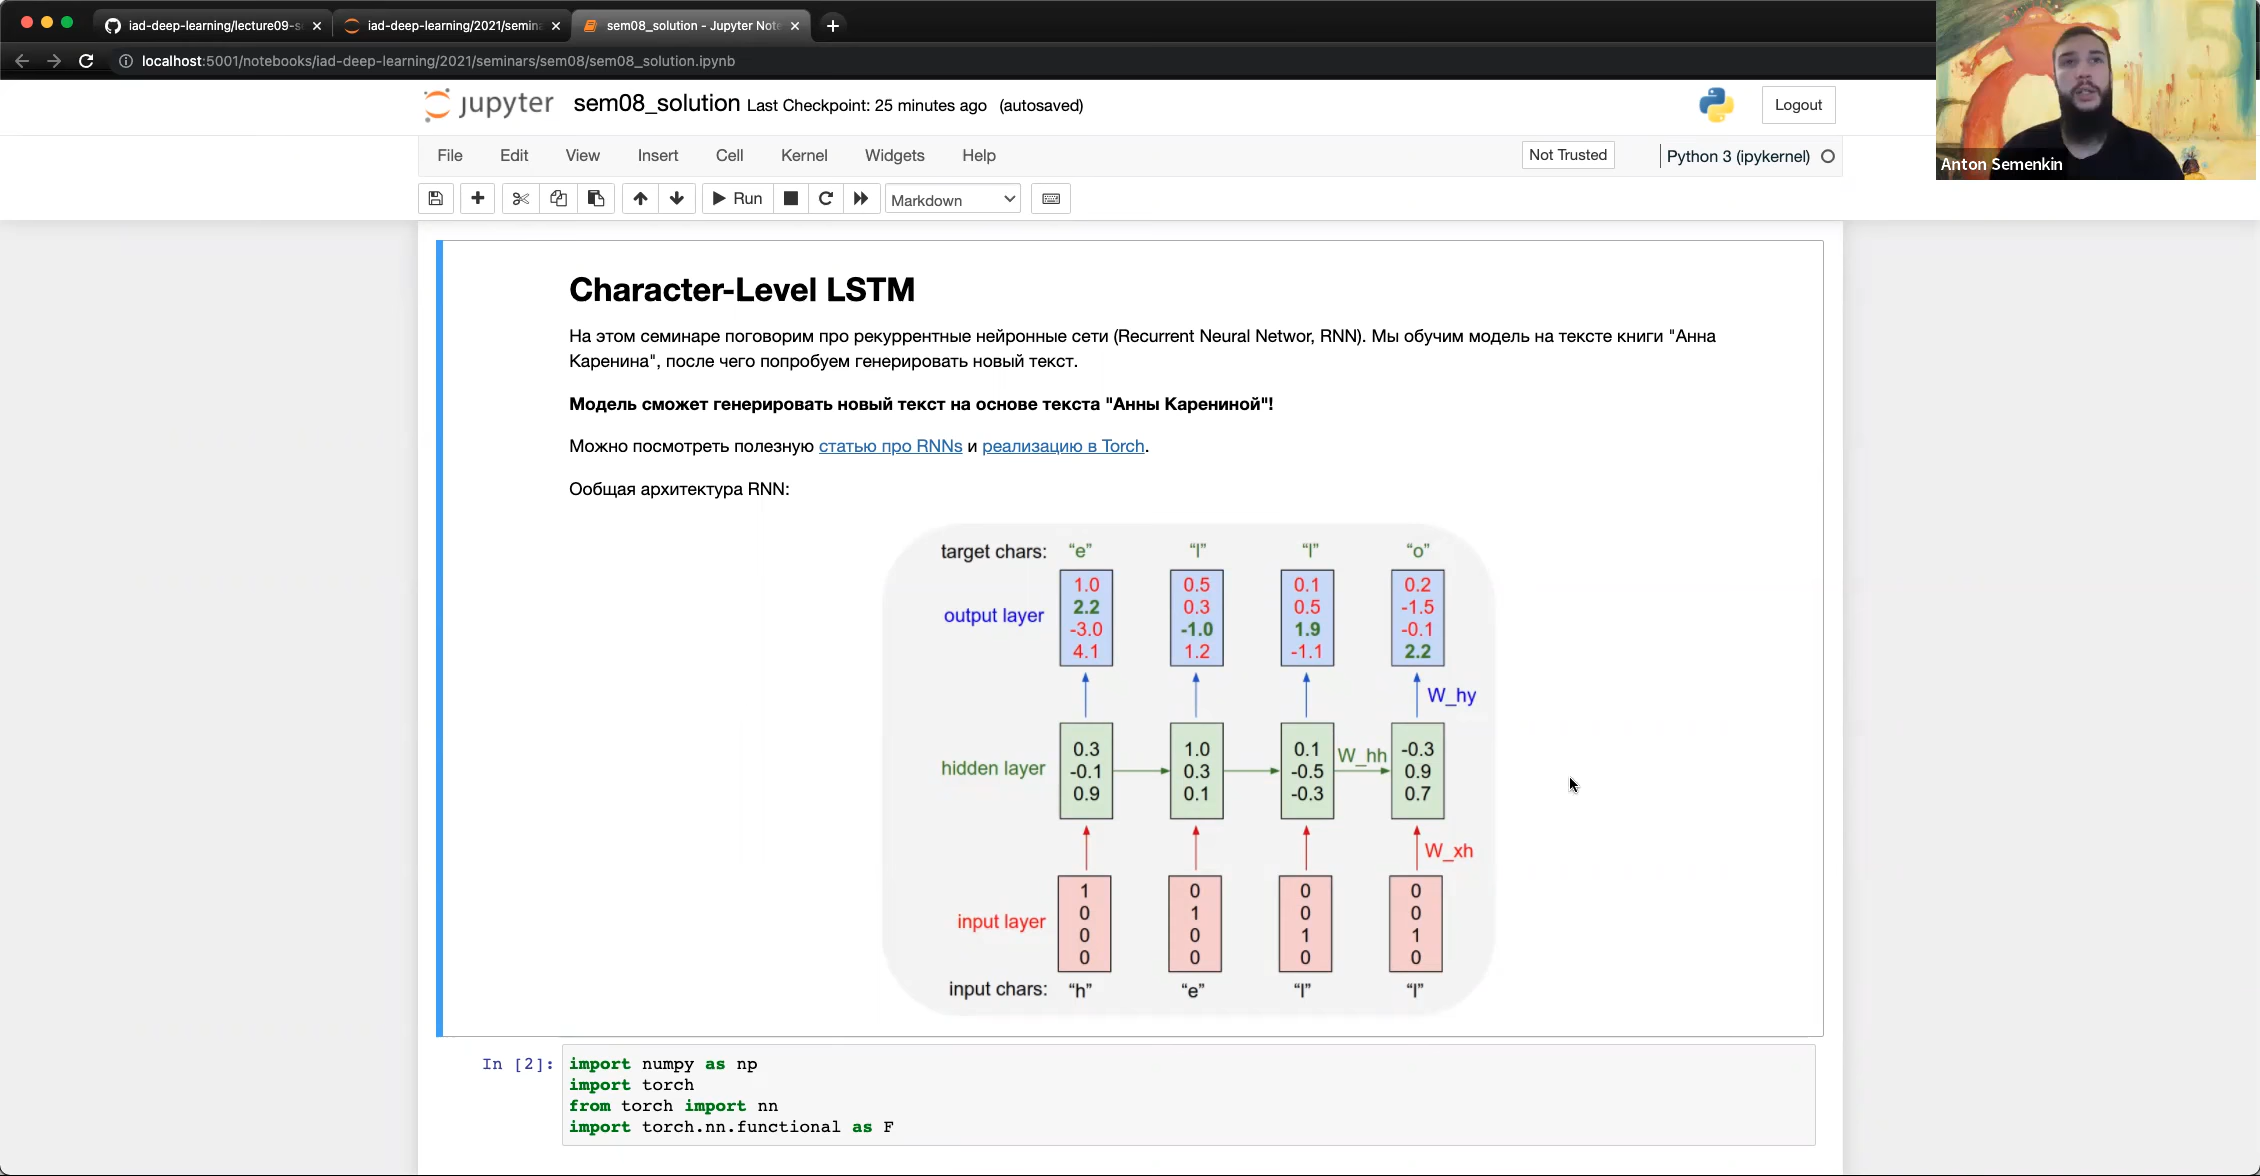 iad-deep-learning/lecture09-s
iad-deep-learning/2021/semina
sem08_solution - Jupyter Note
localhost:5001/notebooks/iad-deep-learning/2021/seminars/sem08/sem08_solution.ipynb
Anton Semenkin
jupyter sem08_solution Last Checkpoint: 25 minutes ago (autosaved)
Logout
File Edit View Insert Cell Kernel Widgets Help
Not Trusted
Python 3 (ipykernel)
Run
Markdown
Character-Level LSTM
На этом семинаре поговорим про рекуррентные нейронные сети (Recurrent Neural Networ, RNN). Мы обучим модель на тексте книги "Анна
Каренина", после чего попробуем генерировать новый текст.
Модель сможет генерировать новый текст на основе текста "Анны Карениной"!
Можно посмотреть полезную статью про RNNs и реализацию в Torch.
Ообщая архитектура RNN:
target chars: “e” “l” “l” “o”
1.0 0.5 0.1 0.2
output layer 2.2 0.3 0.5 -1.5
-3.0 -1.0 1.9 -0.1
4.1 1.2 -1.1 2.2
W_hy
0.3 1.0 0.1 W_hh -0.3
hidden layer -0.1 0.3 -0.5 0.9
0.9 0.1 -0.3 0.7
W_xh
1 0 0 0
input layer 0 1 0 0
0 0 1 1
0 0 0 0
input chars: “h” “e” “l” “l”
In [2]: import numpy as np
import torch
from torch import nn
import torch.nn.functional as F